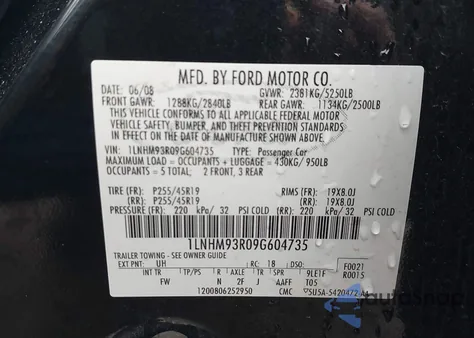 MFD. BY FORD MOTOR CO.
DATE: 06/08 GVWR: 2381KG/5250LB
FRONT GAWR: 1288KG/2840LB REAR GAWR: 1134KG/2500LB
THIS VEHICLE CONFORMS TO ALL APPLICABLE FEDERAL MOTOR
VEHICLE SAFETY, BUMPER, AND THEFT PREVENTION STANDARDS
IN EFFECT ON THE DATE OF MANUFACTURE SHOWN ABOVE.
VIN: 1LNHM93R09G604735 TYPE: Passenger Car
MAXIMUM LOAD = OCCUPANTS + LUGGAGE = 430KG/950LB
OCCUPANTS = 5 TOTAL, 2 FRONT, 3 REAR
TIRE (FR): P255/45R19 RIMS (FR): 19X8.0J
(RR): P255/45R19 (RR): 19X8.0J
PRESSURE (FR): 220 kPa/ 32 PSI COLD (RR): 220 kPa/ 32 PSI COLD
1LNHM93R09G604735
TRAILER TOWING - SEE OWNER GUIDE
EXT PNT: UH RC: 18 DSO: F0021
R0015
INT TR TP/PS R AXLE TR SPR
FW N 2F J AAFF T05
1200806252950 CMC
autosnap